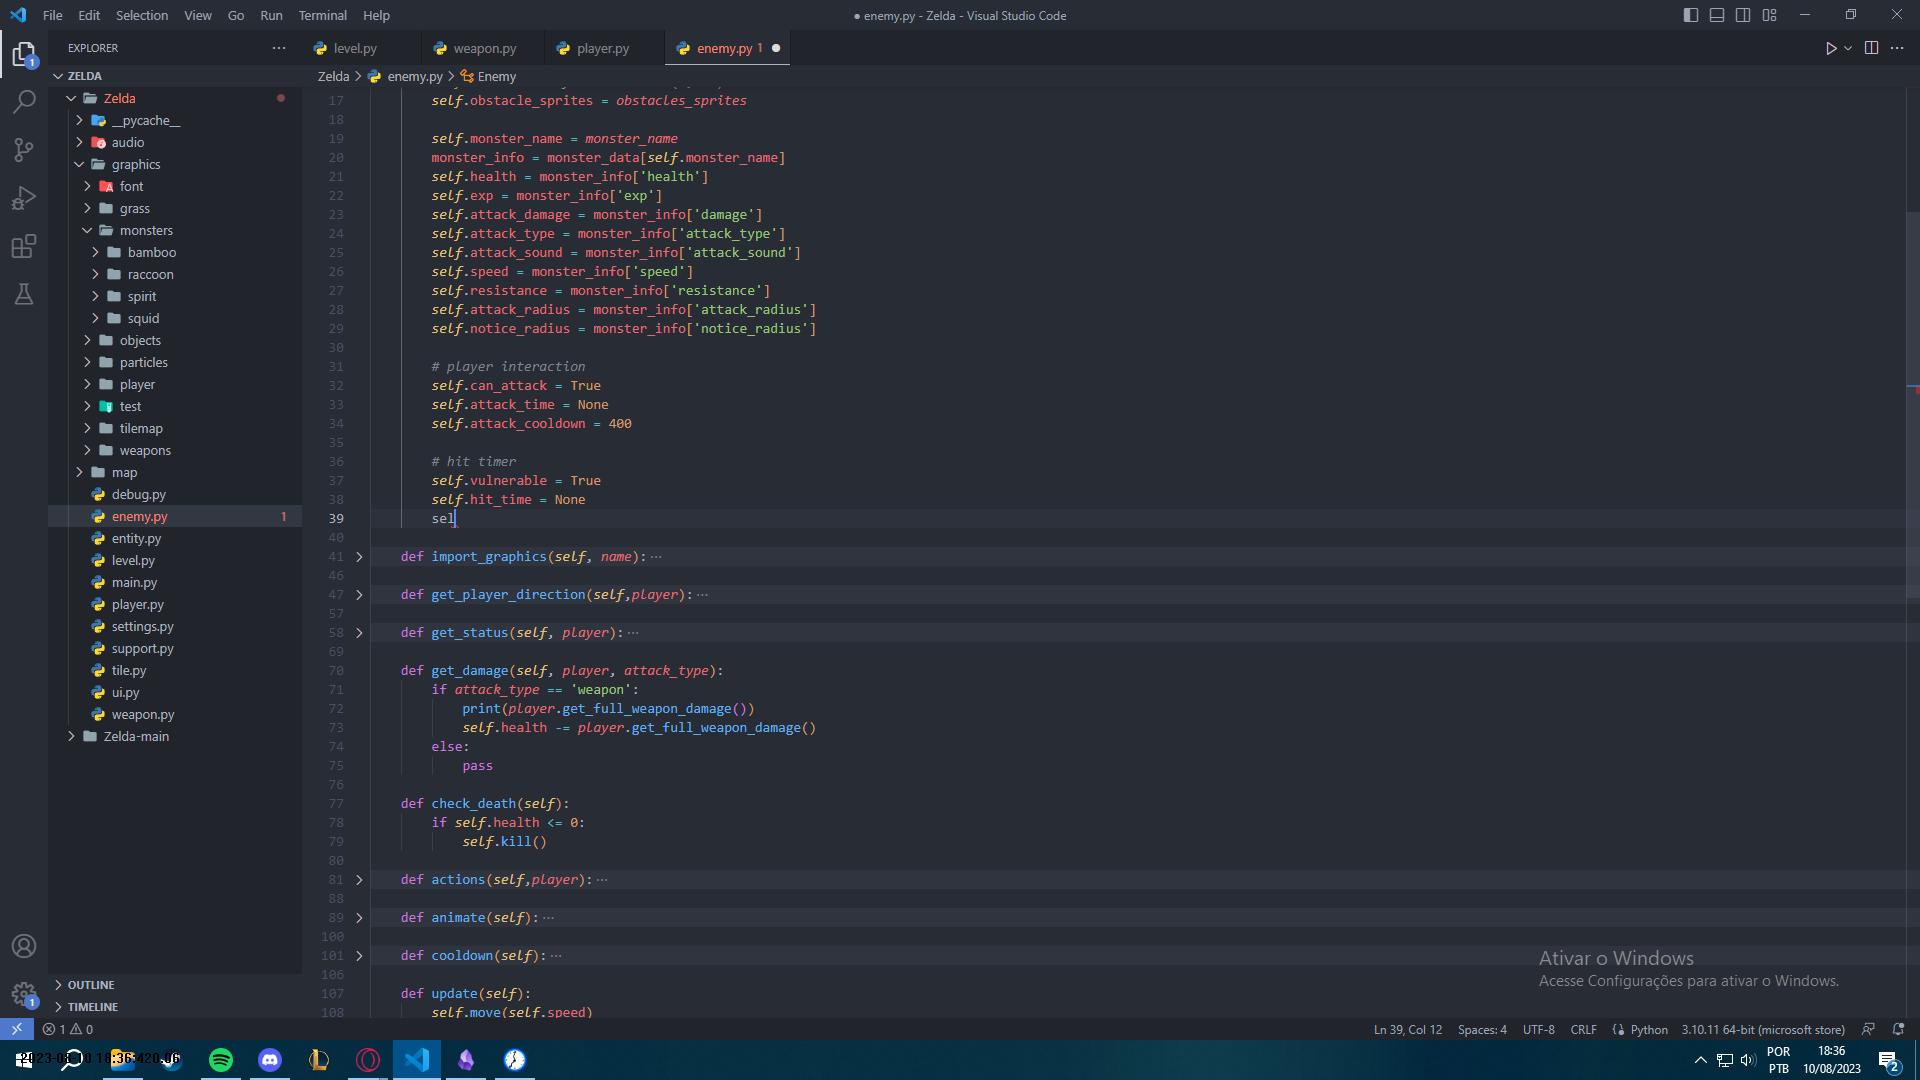 File Edit Selection View Go Run Terminal Help
● enemy.py - Zelda - Visual Studio Code
EXPLORER
level.py weapon.py player.py enemy.py 1
ZELDA
Zelda > enemy.py > Enemy
Zelda
__pycache__
audio
graphics
font
grass
monsters
bamboo
raccoon
spirit
squid
objects
particles
player
test
tilemap
weapons
map
debug.py
enemy.py 1
entity.py
level.py
main.py
player.py
settings.py
support.py
tile.py
ui.py
weapon.py
Zelda-main
OUTLINE
TIMELINE
17 self.obstacle_sprites = obstacles_sprites
18
19 self.monster_name = monster_name
20 monster_info = monster_data[self.monster_name]
21 self.health = monster_info['health']
22 self.exp = monster_info['exp']
23 self.attack_damage = monster_info['damage']
24 self.attack_type = monster_info['attack_type']
25 self.attack_sound = monster_info['attack_sound']
26 self.speed = monster_info['speed']
27 self.resistance = monster_info['resistance']
28 self.attack_radius = monster_info['attack_radius']
29 self.notice_radius = monster_info['notice_radius']
30
31 # player interaction
32 self.can_attack = True
33 self.attack_time = None
34 self.attack_cooldown = 400
35
36 # hit timer
37 self.vulnerable = True
38 self.hit_time = None
39 sel
40
41 def import_graphics(self, name): ...
46
47 def get_player_direction(self,player): ...
57
58 def get_status(self, player): ...
69
70 def get_damage(self, player, attack_type):
71 if attack_type == 'weapon':
72 print(player.get_full_weapon_damage())
73 self.health -= player.get_full_weapon_damage()
74 else:
75 pass
76
77 def check_death(self):
78 if self.health <= 0:
79 self.kill()
80
81 def actions(self,player): ...
88
89 def animate(self): ...
100
101 def cooldown(self): ...
106
107 def update(self):
108 self.move(self.speed)
Ativar o Windows
Acesse Configurações para ativar o Windows.
1 0 Ln 39, Col 12 Spaces: 4 UTF-8 CRLF Python 3.10.11 64-bit (microsoft store)
POR
PTB
18:36
10/08/2023
2